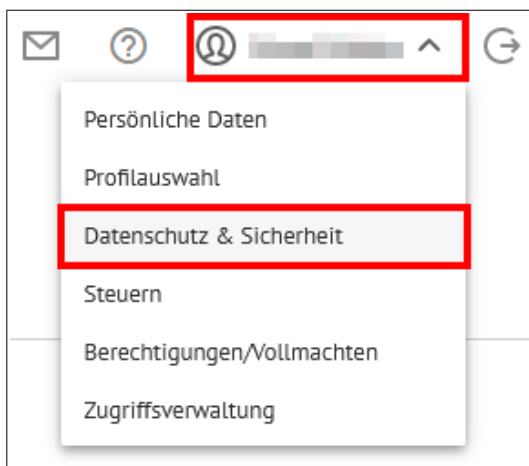 Persönliche Daten
Profilauswahl
Datenschutz & Sicherheit
Steuern
Berechtigungen/Vollmachten
Zugriffsverwaltung